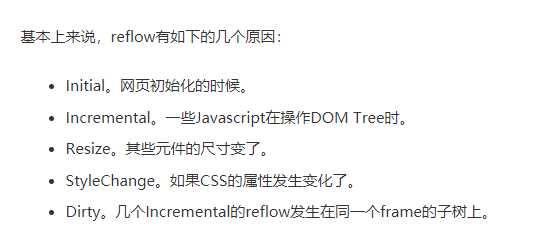 基本上来说，reflow有如下的几个原因：
Initial。网页初始化的时候。
Incremental。一些Javascript在操作DOM Tree时。
Resize。其些元件的尺寸变了。
StyleChange。如果CSS的属性发生变化了。
Dirty。几个Incremental的reflow发生在同一个frame的子树上。